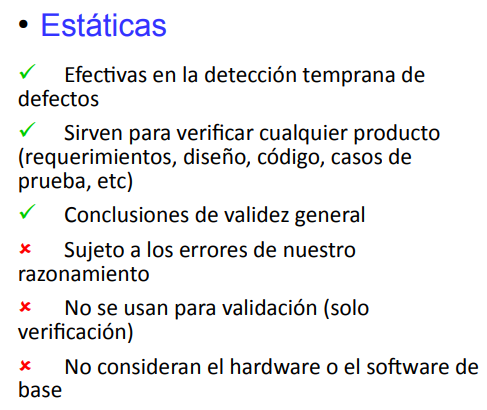 • Estáticas
✓ Efectivas en la detección temprana de
defectos
✓ Sirven para verificar cualquier producto
(requerimientos, diseño, código, casos de
prueba, etc)
✓ Conclusiones de validez general
✗ Sujeto a los errores de nuestro
razonamiento
✗ No se usan para validación (solo
verificación)
✗ No consideran el hardware o el software de
base